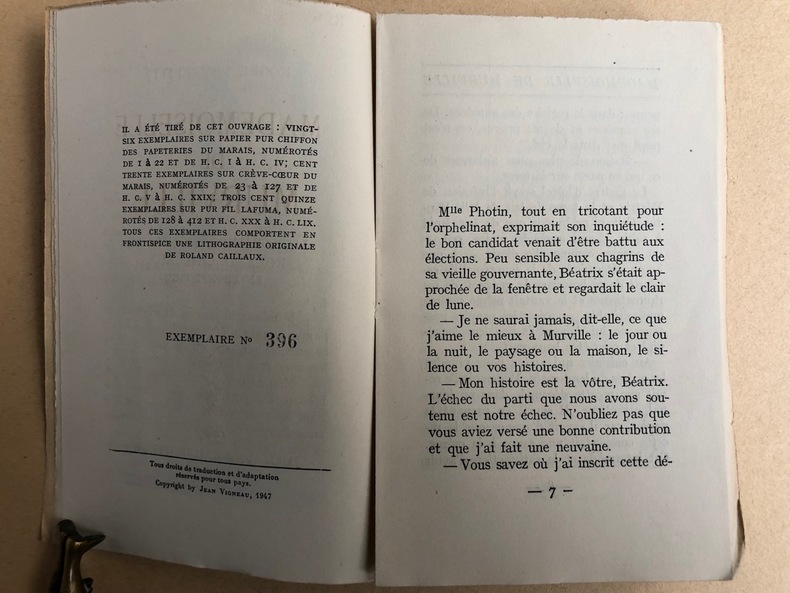 IL A ÉTÉ TIRÉ DE CET OUVRAGE : VINGT-
SIX EXEMPLAIRES SUR PAPIER PUR CHIFFON
DES PAPETERIES DU MARAIS, NUMÉROTÉS
DE 1 à 22 ET DE H. C. I à H. C. IV; CENT
TRENTE EXEMPLAIRES SUR CRÈVE-CŒUR DU
MARAIS, NUMÉROTÉS DE 23 à 127 ET DE
H. C. V à H. C. XXIX; TROIS CENT QUINZE
EXEMPLAIRES SUR PUR FIL LAFUMA, NUMÉ-
ROTÉS DE 128 à 412 ET H. C. XXX à H. C. LIX.
TOUS CES EXEMPLAIRES COMPORTENT EN
FRONTISPICE UNE LITHOGRAPHIE ORIGINALE
DE ROLAND CAILLAUX.
EXEMPLAIRE No 396
Tous droits de traduction et d'adaptation
réservés pour tous pays.
Copyright by JEAN VIGNEAU, 1947
Mlle Photin, tout en tricotant pour
l'orphelinat, exprimait son inquiétude :
le bon candidat venait d'être battu aux
élections. Peu sensible aux chagrins de
sa vieille gouvernante, Béatrix s'était ap-
prochée de la fenêtre et regardait le clair
de lune.
— Je ne saurai jamais, dit-elle, ce que
j'aime le mieux à Murville : le jour ou
la nuit, le paysage ou la maison, le si-
lence ou vos histoires.
— Mon histoire est la vôtre, Béatrix.
L'échec du parti que nous avons sou-
tenu est notre échec. N'oubliez pas que
vous aviez versé une bonne contribution
et que j'ai fait une neuvaine.
— Vous savez où j'ai inscrit cette dé-
— 7 —